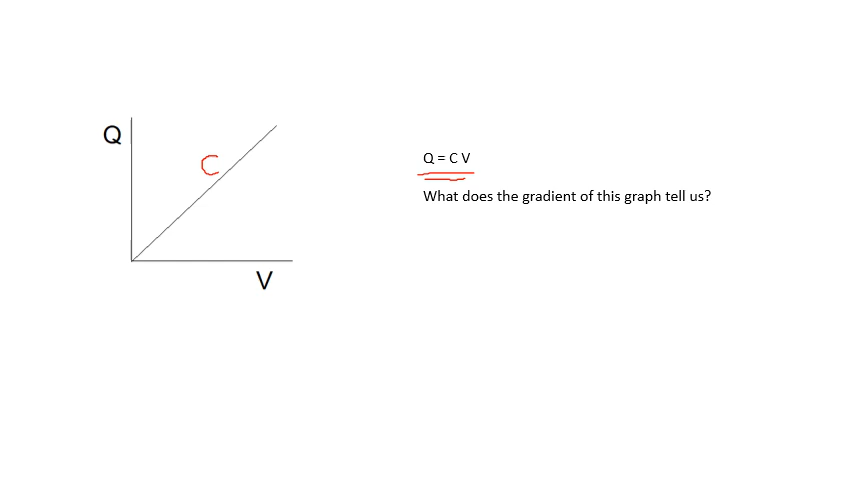 Q
C
V
Q = C V
What does the gradient of this graph tell us?